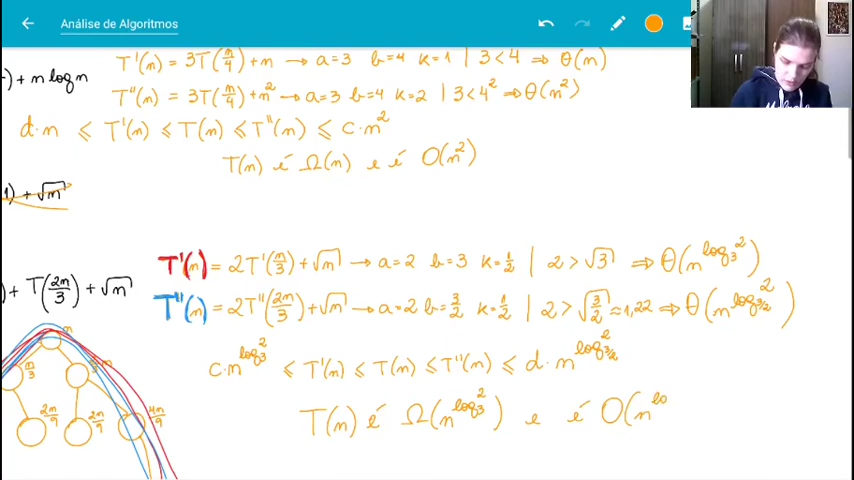 Análise de Algoritmos
T'(n) = 3T(n/4) + n → a=3 b=4 k=1 | 3<4 ⇒ θ(n)
) + n log n
T''(n) = 3T(n/4) + n² → a=3 b=4 k=2 | 3<4² ⇒ θ(n²)
d·n ≤ T'(n) ≤ T(n) ≤ T''(n) ≤ c·n²
T(n) é Ω(n) e é O(n²)
1) + √n
T'(n) = 2T'(n/3) + √n → a=2 b=3 k=1/2 | 2 > √3 ⇒ θ(n^log₃2)
) + T(2n/3) + √n
T''(n) = 2T''(2n/3) + √n → a=2 b=3/2 k=1/2 | 2 > √(3/2) ≈ 1,22 ⇒ θ(n^log₃/₂2)
n
n/3
c·n^log₃2 ≤ T'(n) ≤ T(n) ≤ T''(n) ≤ d·n^log₃/₂2
2n/9 2n/9 4n/9
T(n) é Ω(n^log₃2) e é O(n^lo